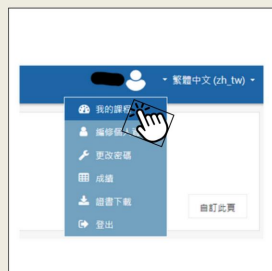 繁體中文 (zh_tw)
我的課程
編修個人
更改密碼
成績
證書下載
登出
自訂此頁